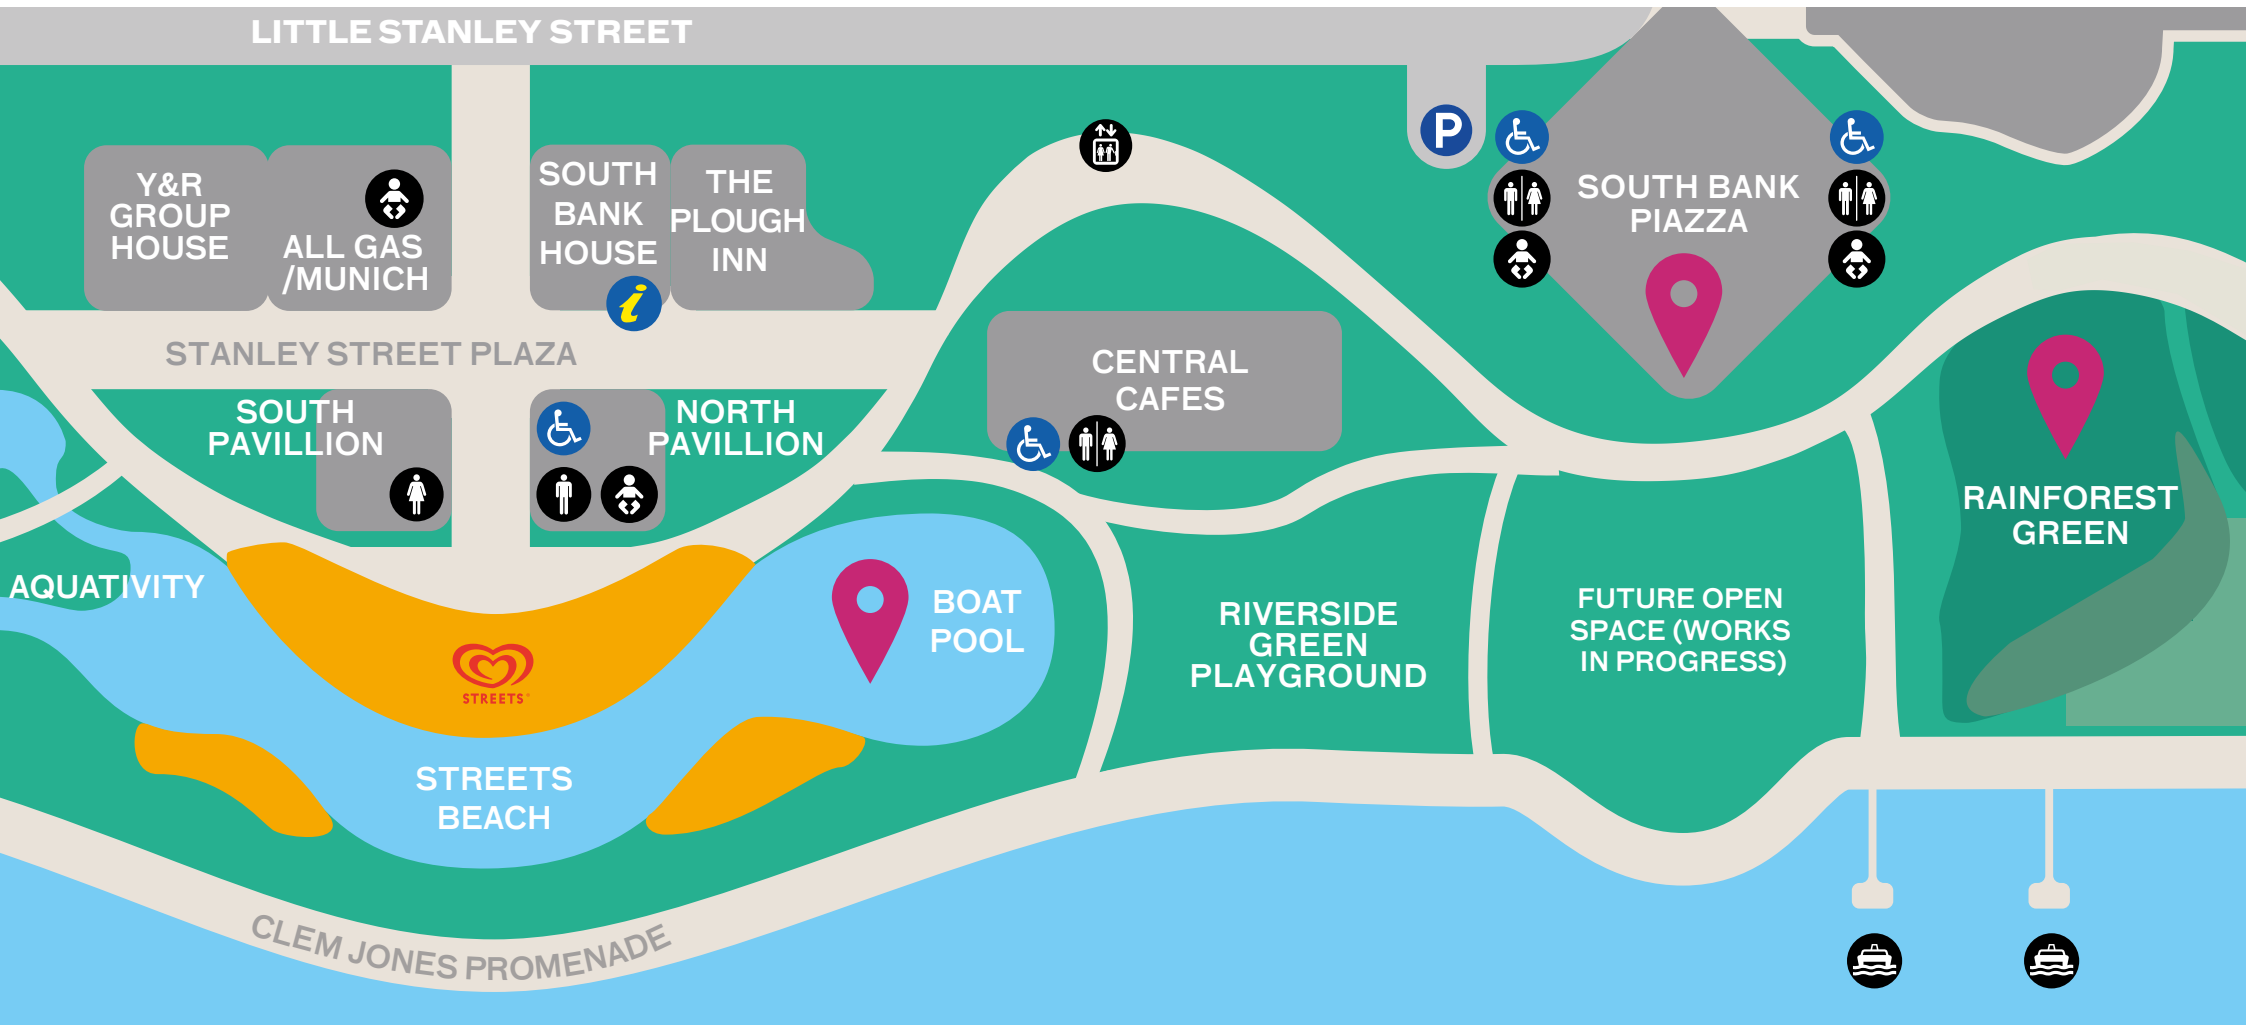 LITTLE STANLEY STREET
Y&R
GROUP
HOUSE
ALL GAS
/MUNICH
SOUTH
BANK
HOUSE
i
THE
PLOUGH
INN
P
SOUTH BANK
PIAZZA
STANLEY STREET PLAZA
CENTRAL
CAFES
SOUTH
PAVILLION
NORTH
PAVILLION
RAINFOREST
GREEN
AQUATIVITY
BOAT
POOL
RIVERSIDE
GREEN
PLAYGROUND
FUTURE OPEN
SPACE (WORKS
IN PROGRESS)
STREETS
STREETS
BEACH
CLEM JONES PROMENADE